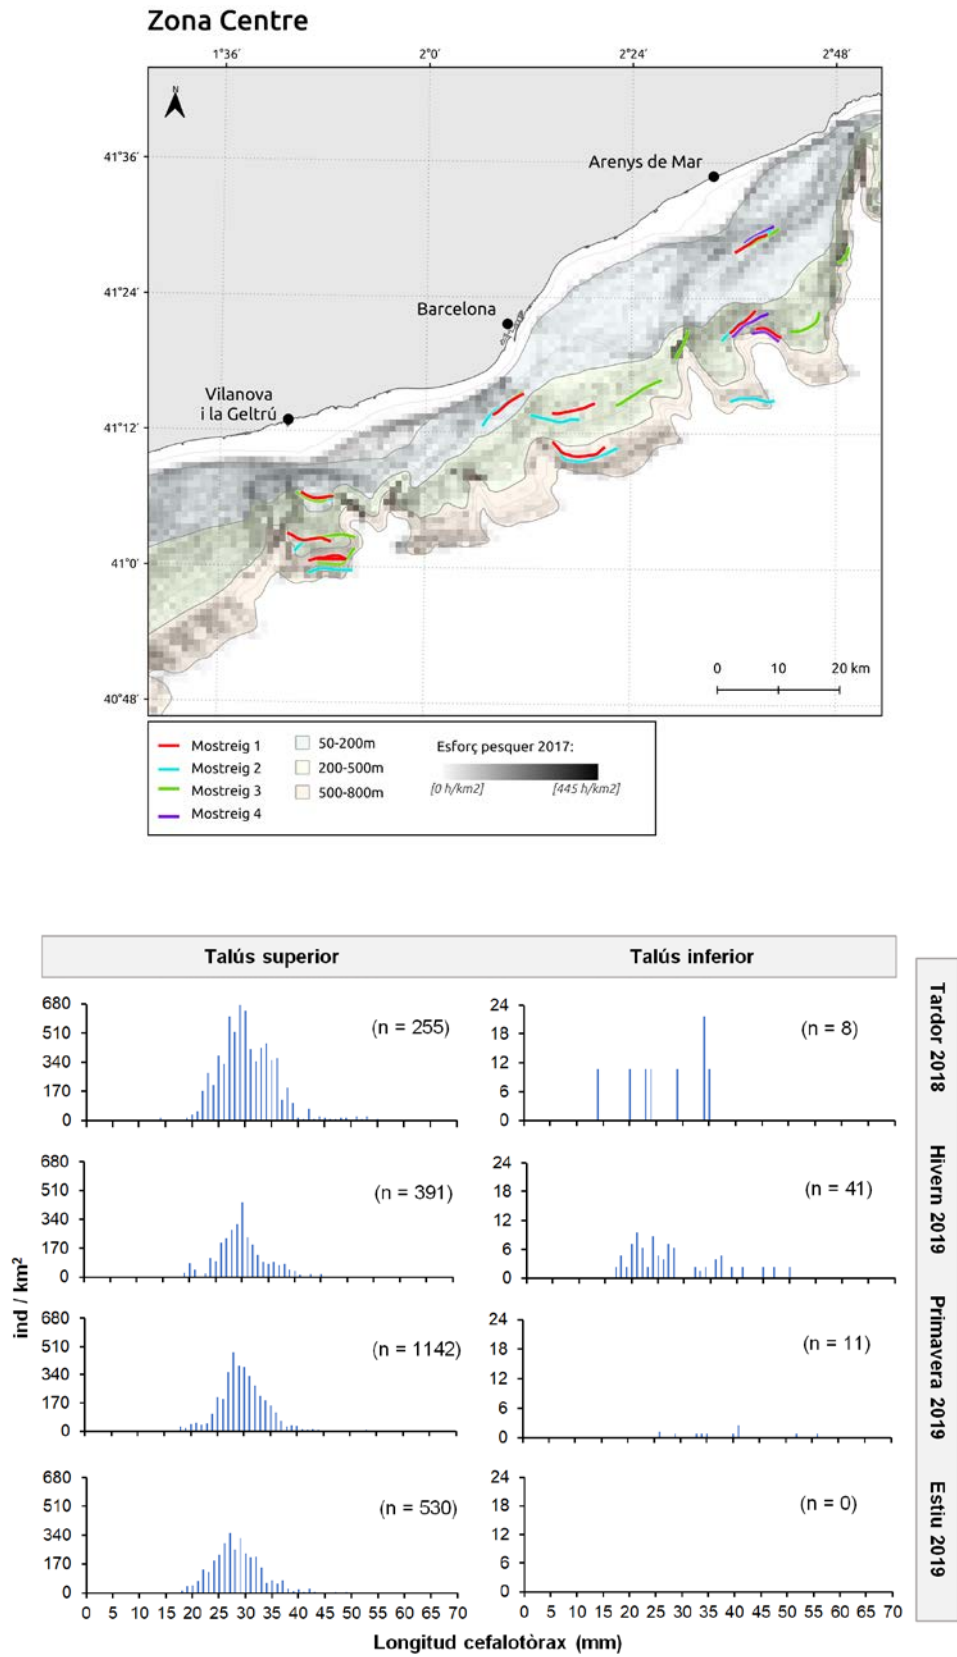 Zona Centre
1°36´ 2°0´ 2°24´ 2°48´
N
41°36´
Arenys de Mar
41°24´
Barcelona
Vilanova
i la Geltrú
41°12´
41°0´
0 10 20 km
40°48´
Mostreig 1 50-200m Esforç pesquer 2017:
Mostreig 2 200-500m
Mostreig 3 500-800m [0 h/km2] [445 h/km2]
Mostreig 4
Talús superior Talús inferior
680 24
(n = 255) (n = 8)
510 18
340 12
170 6
0 0
Tardor 2018
680 24
(n = 391) (n = 41)
510 18
340 12
170 6
0 0
Hivern 2019
ind / km²
680 24
(n = 1142) (n = 11)
510 18
340 12
170 6
0 0
Primavera 2019
680 24
(n = 530) (n = 0)
510 18
340 12
170 6
0 0
Estiu 2019
0 5 10 15 20 25 30 35 40 45 50 55 60 65 70 0 5 10 15 20 25 30 35 40 45 50 55 60 65 70
Longitud cefalotòrax (mm)